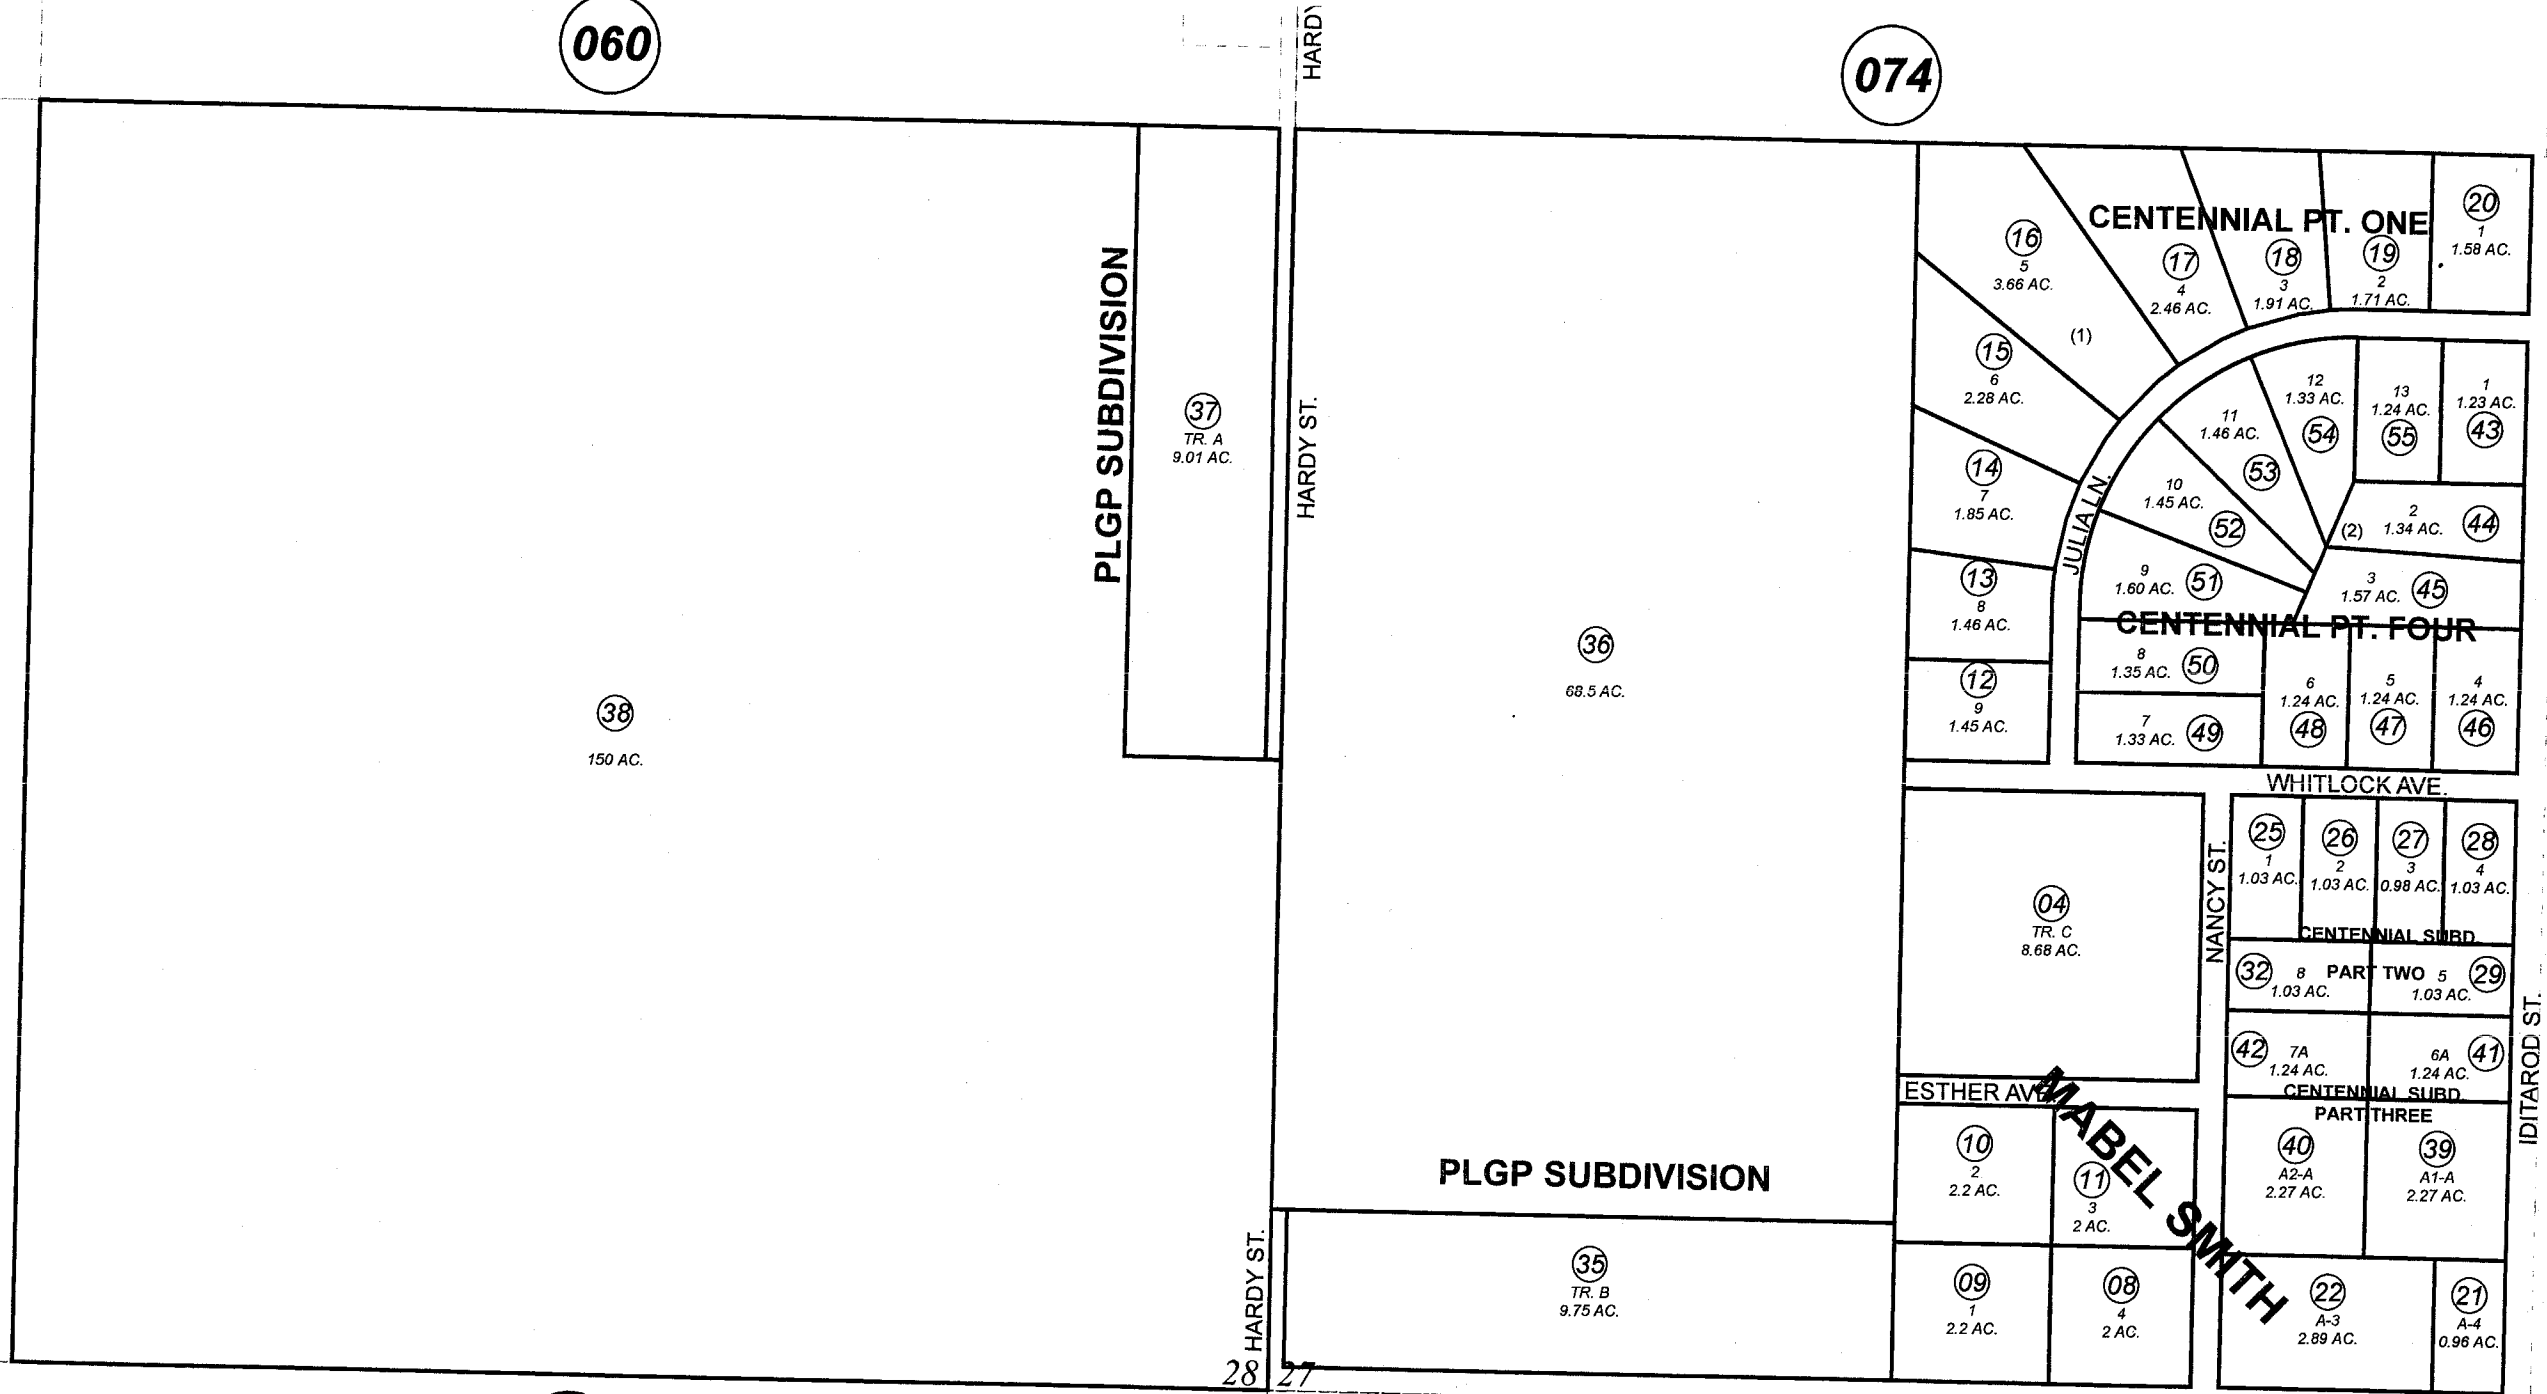 060
HARDY
074
PLGP SUBDIVISION
37
TR. A
9.01 AC.
HARDY ST.
38
150 AC.
36
68.5 AC.
CENTENNIAL PT. ONE
20
1
1.58 AC.
19
2
1.71 AC.
18
3
1.91 AC.
17
4
2.46 AC.
16
5
3.66 AC.
(1)
15
6
2.28 AC.
14
7
1.85 AC.
13
8
1.46 AC.
12
9
1.45 AC.
JULIA LN.
12
1.33 AC.
54
13
1.24 AC.
55
1
1.23 AC.
43
11
1.46 AC.
53
10
1.45 AC.
52
(2)
2
1.34 AC.
44
9
1.60 AC.
51
3
1.57 AC.
45
CENTENNIAL PT. FOUR
8
1.35 AC.
50
7
1.33 AC.
49
6
1.24 AC.
48
5
1.24 AC.
47
4
1.24 AC.
46
WHITLOCK AVE.
04
TR. C
8.68 AC.
NANCY ST.
25
1
1.03 AC.
26
2
1.03 AC.
27
3
0.98 AC.
28
4
1.03 AC.
CENTENNIAL SUBD.
PART TWO
32
8
1.03 AC.
5
1.03 AC.
29
42
7A
1.24 AC.
6A
1.24 AC.
41
IDITAROD ST.
CENTENNIAL SUBD.
PART THREE
ESTHER AVE.
MABEL SMITH
10
2
2.2 AC.
11
3
2 AC.
40
A2-A
2.27 AC.
39
A1-A
2.27 AC.
PLGP SUBDIVISION
35
TR. B
9.75 AC.
HARDY ST.
09
1
2.2 AC.
08
4
2 AC.
22
A-3
2.89 AC.
21
A-4
0.96 AC.
28 27